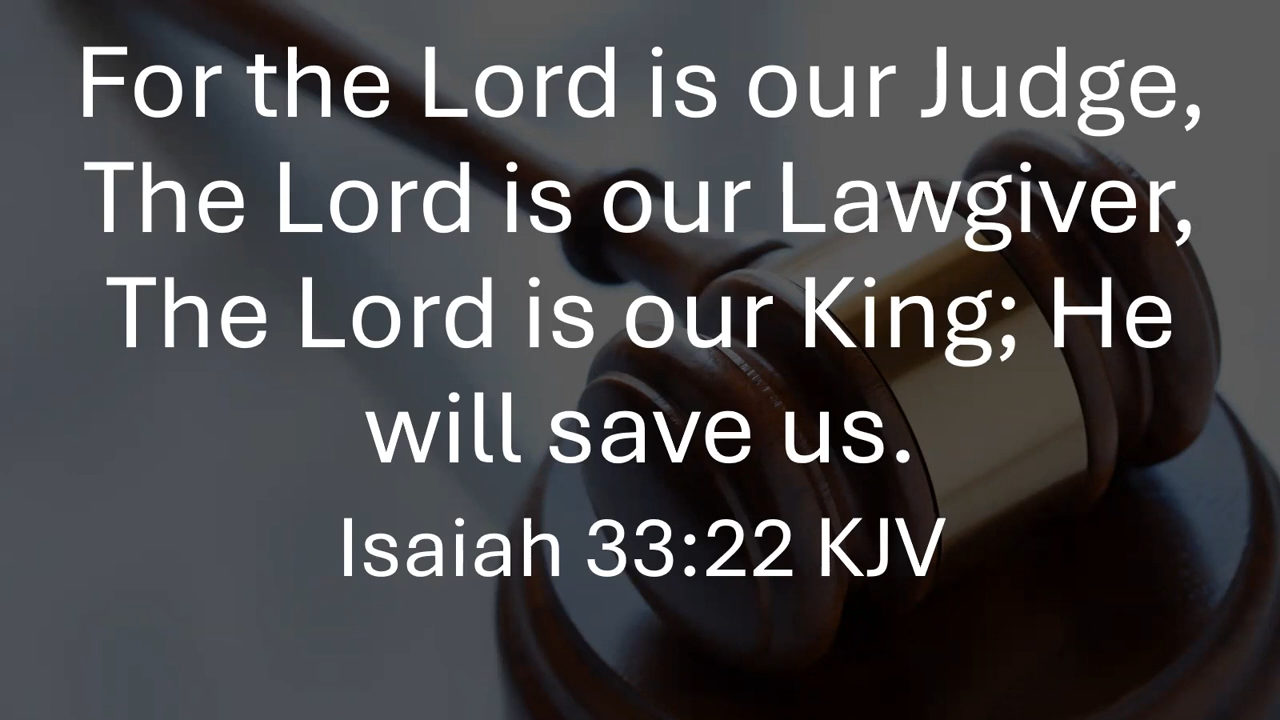 For the Lord is our Judge,
The Lord is our Lawgiver,
The Lord is our King; He
will save us.
Isaiah 33:22 KJV